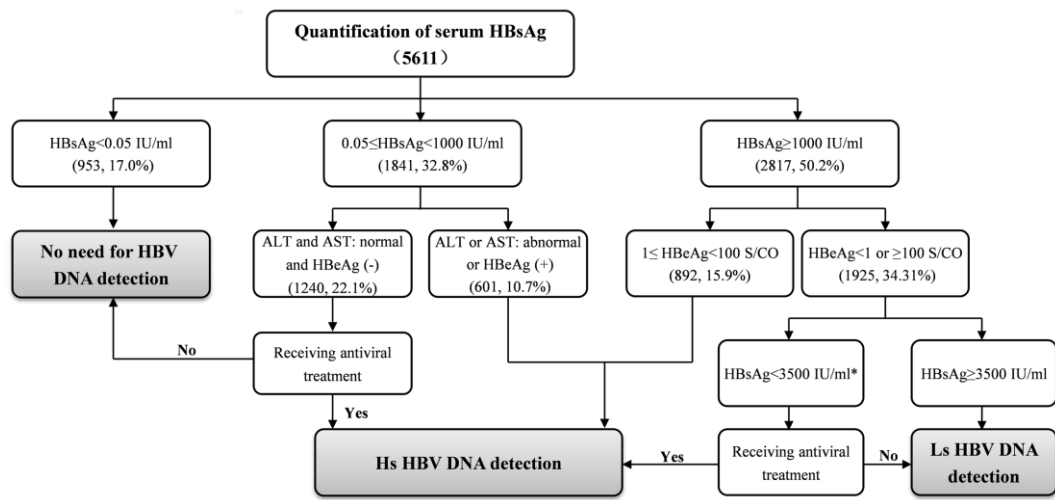 Quantification of serum HBsAg
(5611)
HBsAg<0.05 IU/ml
(953, 17.0%)
0.05≤HBsAg<1000 IU/ml
(1841, 32.8%)
HBsAg≥1000 IU/ml
(2817, 50.2%)
No need for HBV
DNA detection
ALT and AST: normal
and HBeAg (-)
(1240, 22.1%)
ALT or AST: abnormal
or HBeAg (+)
(601, 10.7%)
1≤ HBeAg<100 S/CO
(892, 15.9%)
HBeAg<1 or ≥100 S/CO
(1925, 34.31%)
No
Receiving antiviral
treatment
HBsAg<3500 IU/ml*
HBsAg≥3500 IU/ml
Yes
Hs HBV DNA detection
Yes
Receiving antiviral
treatment
No
Ls HBV DNA
detection